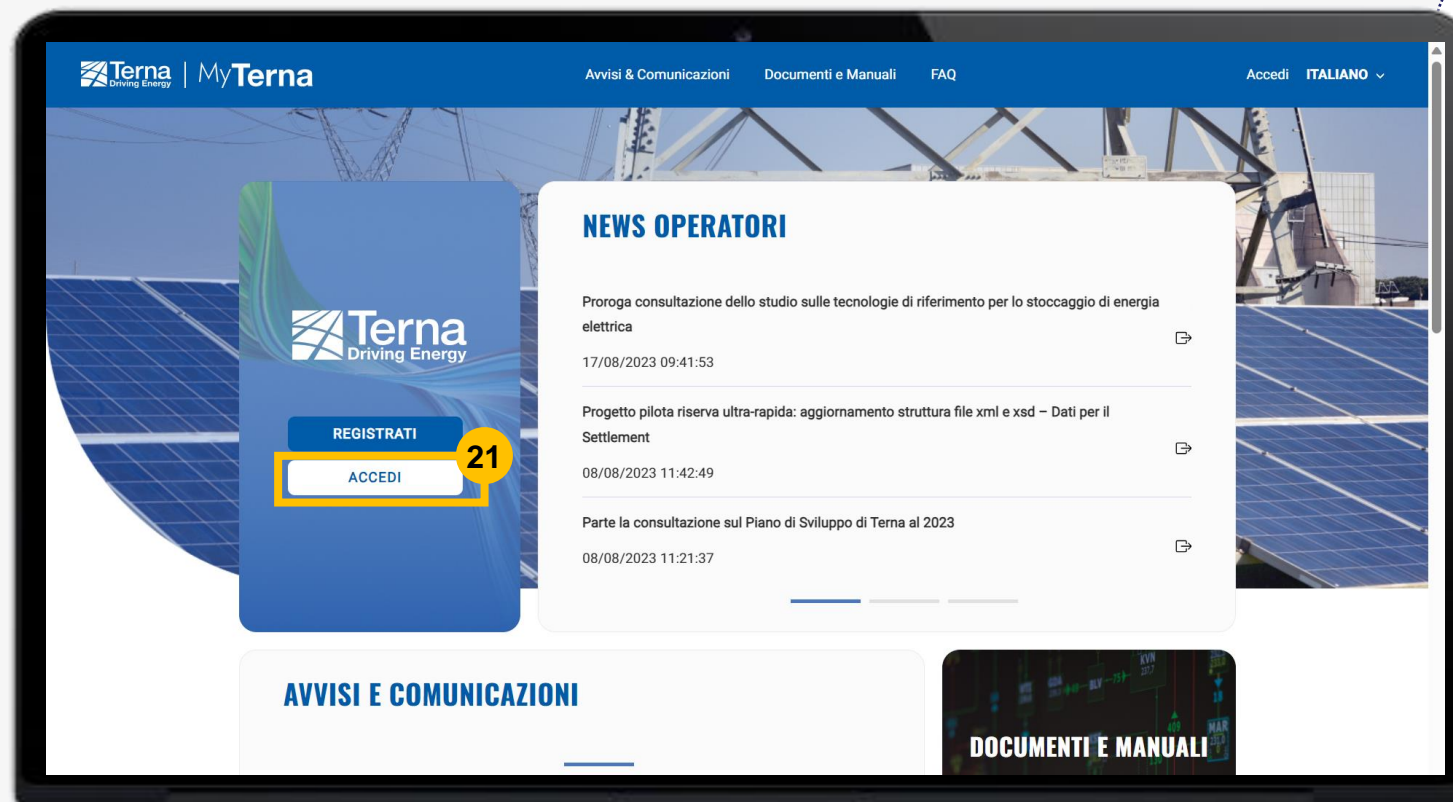 Terna
Driving Energy
MyTerna
Avvisi & Comunicazioni
Documenti e Manuali
FAQ
Accedi
ITALIANO
Terna
Driving Energy
REGISTRATI
ACCEDI
21
NEWS OPERATORI
Proroga consultazione dello studio sulle tecnologie di riferimento per lo stoccaggio di energia
elettrica
17/08/2023 09:41:53
Progetto pilota riserva ultra-rapida: aggiornamento struttura file xml e xsd – Dati per il
Settlement
08/08/2023 11:42:49
Parte la consultazione sul Piano di Sviluppo di Terna al 2023
08/08/2023 11:21:37
AVVISI E COMUNICAZIONI
KVN
BLV
409
MAR
DOCUMENTI E MANUALI